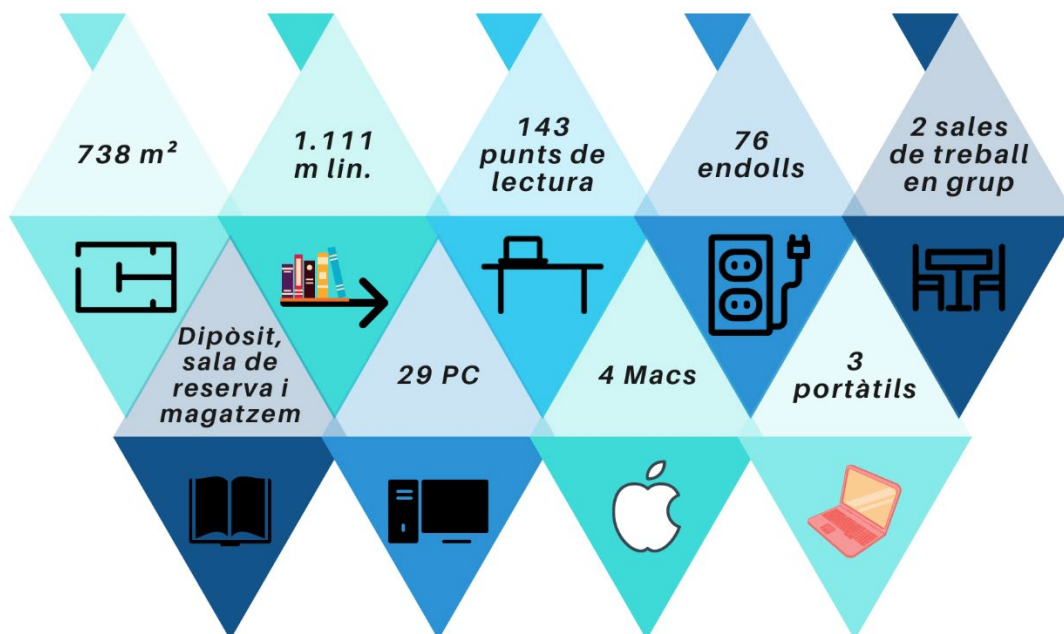 738 m²
1.111
m lin.
143
punts de
lectura
76
endolls
2 sales
de treball
en grup
Dipòsit,
sala de
reserva i
magatzem
29 PC
4 Macs
3
portàtils